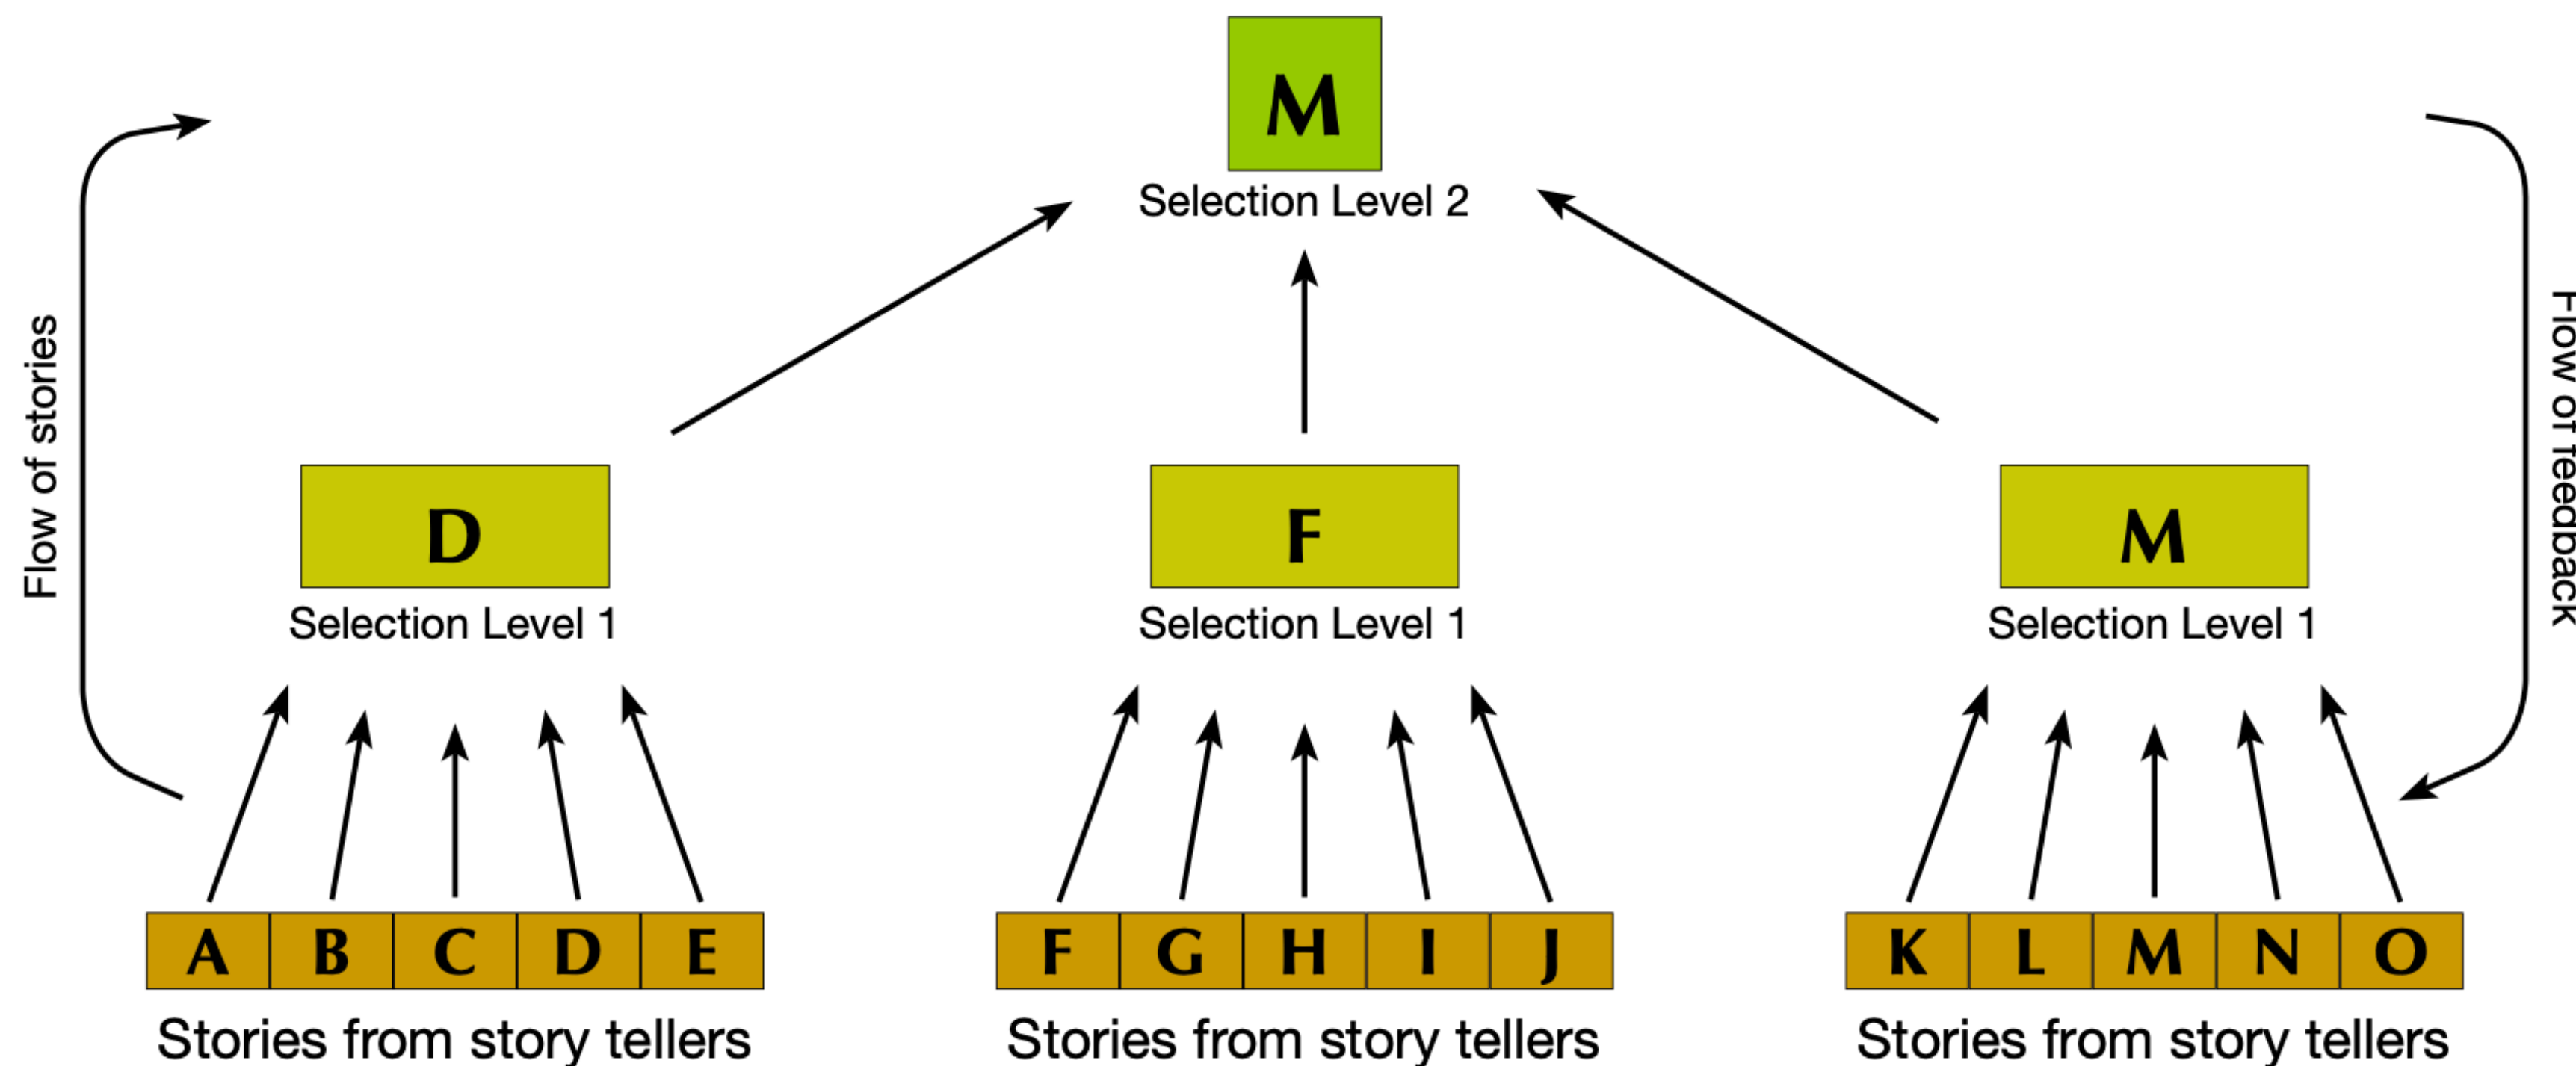 M
Selection Level 2
Flow of stories
Flow of feedback
D
F
M
Selection Level 1
Selection Level 1
Selection Level 1
A B C D E
F G H I J
K L M N O
Stories from story tellers
Stories from story tellers
Stories from story tellers